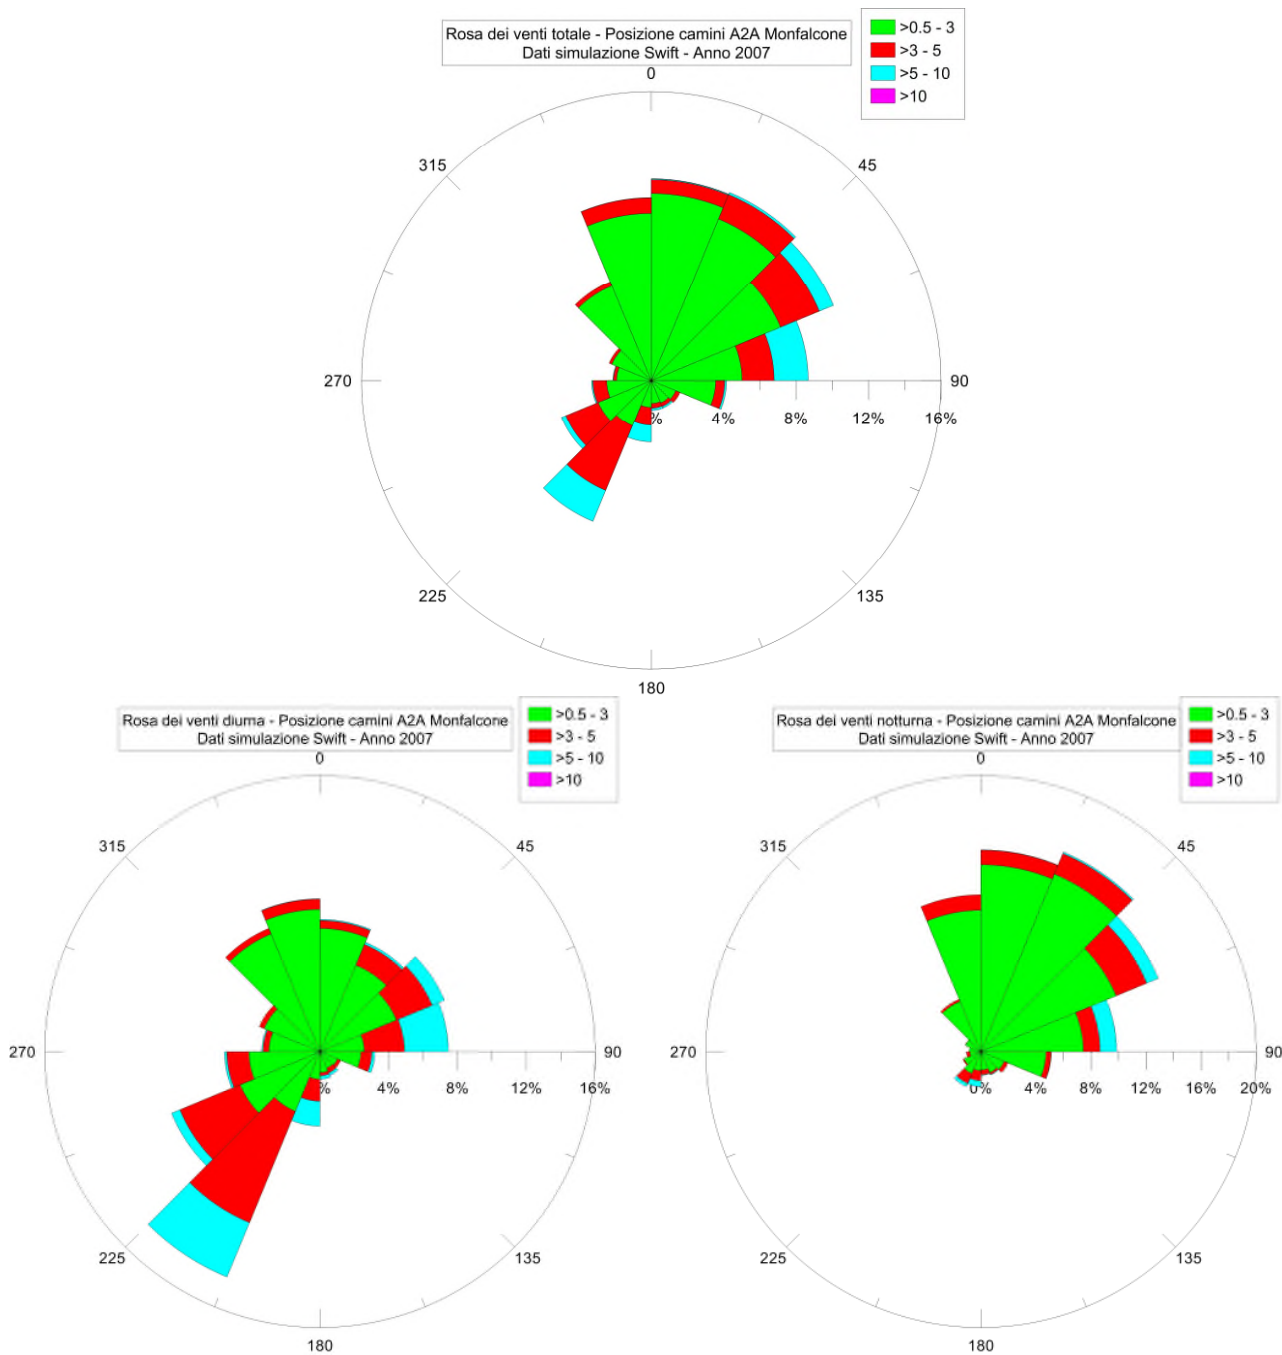 Rosa dei venti totale - Posizione camini A2A Monfalcone
Dati simulazione Swift - Anno 2007
>0.5 - 3
>3 - 5
>5 - 10
>10
0
45
315
270
90
%
4%
8%
12%
16%
225
135
180
Rosa dei venti diurna - Posizione camini A2A Monfalcone
Dati simulazione Swift - Anno 2007
>0.5 - 3
>3 - 5
>5 - 10
>10
0
315
45
270
90
%
4%
8%
12%
16%
225
135
180
Rosa dei venti notturna - Posizione camini A2A Monfalcone
Dati simulazione Swift - Anno 2007
>0.5 - 3
>3 - 5
>5 - 10
>10
0
315
45
270
90
0%
4%
8%
12%
16%
20%
225
135
180